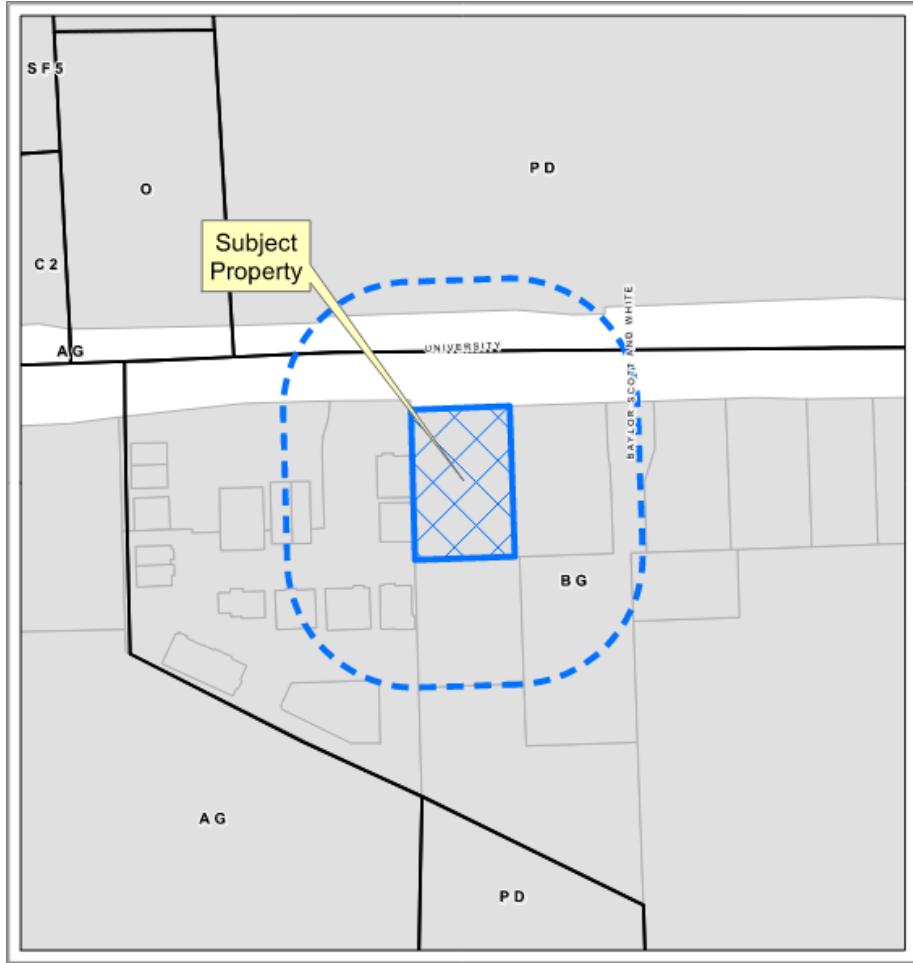 SF5
PD
O
Subject
Property
C2
BAYLOR SCOTT AND WHITE
UNIVERSITY
AG
BG
AG
PD